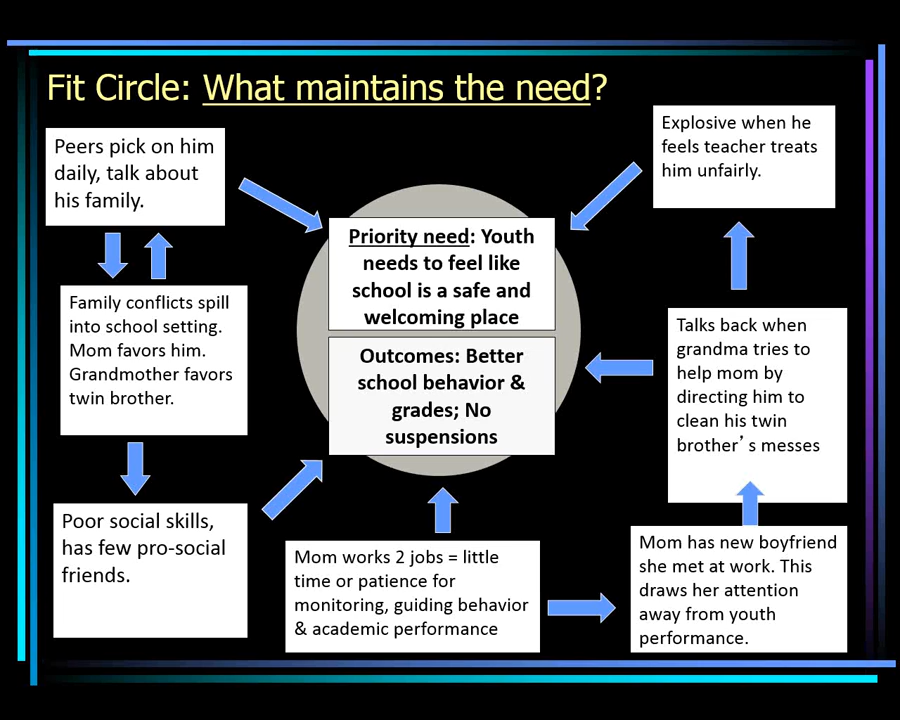 Fit Circle: What maintains the need?
Peers pick on him
daily, talk about
his family.
Explosive when he
feels teacher treats
him unfairly.
Priority need: Youth
needs to feel like
school is a safe and
welcoming place
Outcomes: Better
school behavior &
grades; No
suspensions
Family conflicts spill
into school setting.
Mom favors him.
Grandmother favors
twin brother.
Talks back when
grandma tries to
help mom by
directing him to
clean his twin
brother’s messes
Poor social skills,
has few pro-social
friends.
Mom works 2 jobs = little
time or patience for
monitoring, guiding behavior
& academic performance
Mom has new boyfriend
she met at work. This
draws her attention
away from youth
performance.